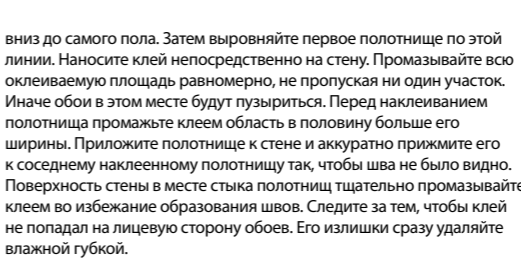 вниз до самого пола. Затем выровняйте первое полотнище по этой
линии. Наносите клей непосредственно на стену. Промазывайте всю
оклеиваемую площадь равномерно, не пропуская ни один участок.
Иначе обои в этом месте будут пузыриться. Перед наклеиванием
полотнища промажьте клеем область в половину больше его
ширины. Приложите полотнище к стене и аккуратно прижмите его
к соседнему наклеенному полотнищу так, чтобы шва не было видно.
Поверхность стены в месте стыка полотнищ тщательно промазывайте
клеем во избежание образования швов. Следите за тем, чтобы клей
не попадал на лицевую сторону обоев. Его излишки сразу удаляйте
влажной губкой.